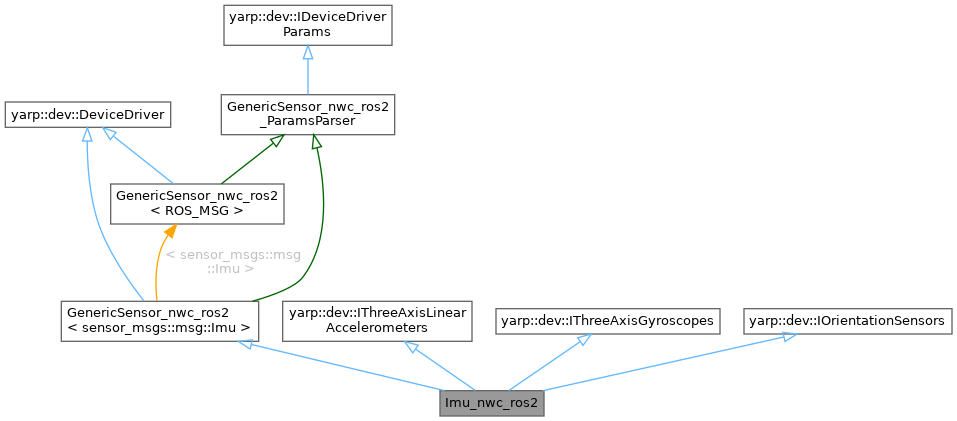 yarp::dev::IDeviceDriver
Params
GenericSensor_nwc_ros2
_ParamsParser
yarp::dev::DeviceDriver
GenericSensor_nwc_ros2
< ROS_MSG >
< sensor_msgs::msg
::Imu >
GenericSensor_nwc_ros2
< sensor_msgs::msg::Imu >
yarp::dev::IThreeAxisLinear
Accelerometers
yarp::dev::IThreeAxisGyroscopes
yarp::dev::IOrientationSensors
Imu_nwc_ros2